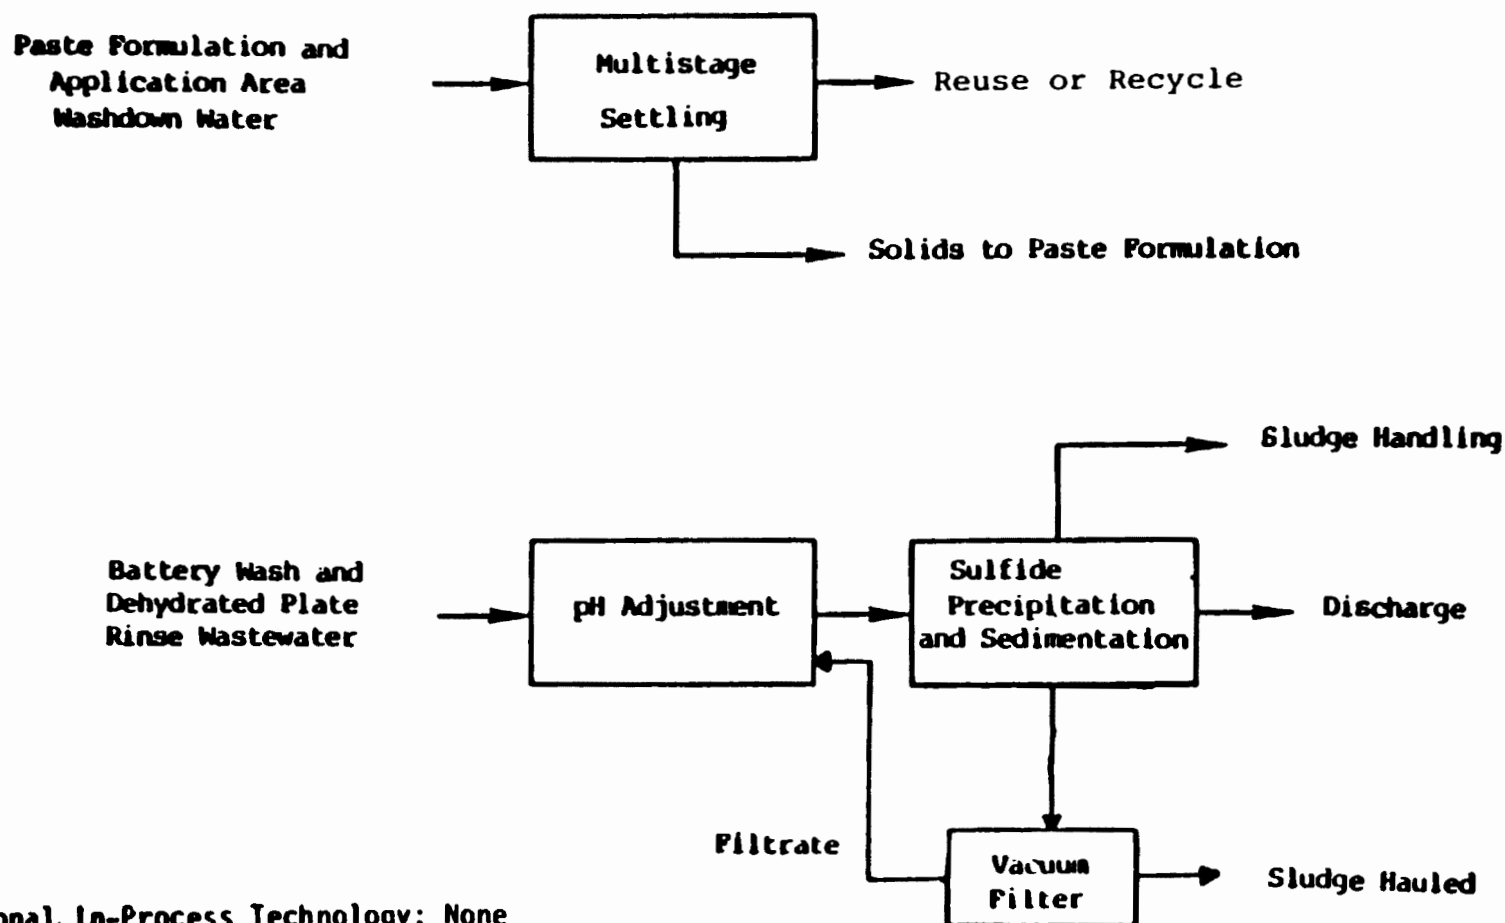 Paste Formulation and
Application Area
Washdown Water
Multistage
Settling
Reuse or Recycle
Solids to Paste Formulation
Sludge Handling
Battery Wash and
Dehydrated Plate
Rinse Wastewater
pH Adjustment
Sulfide
Precipitation
and Sedimentation
Discharge
Filtrate
Vacuum
Filter
Sludge Hauled
In-Process Technology: None